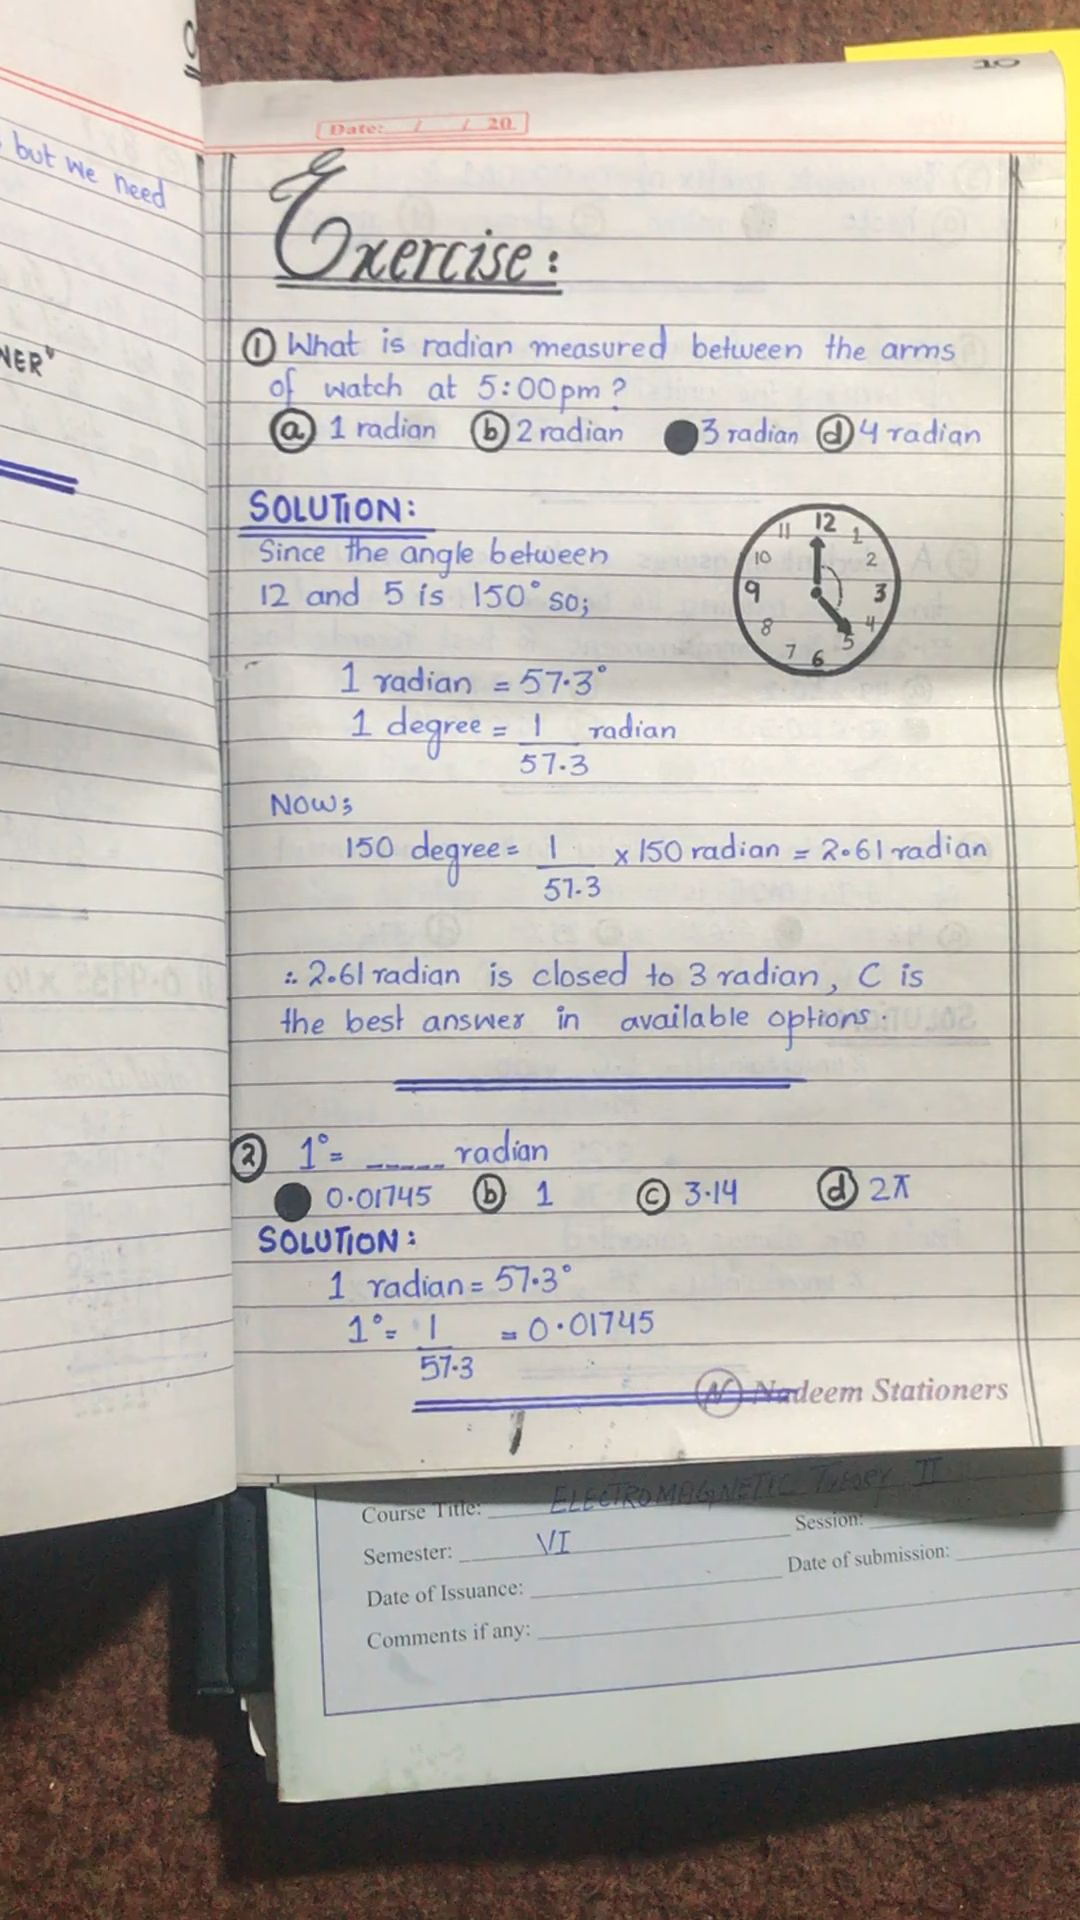 but we need
NER"
10
Date: / / 20
Exercise:
① What is radian measured between the arms
of watch at 5:00pm?
ⓐ 1 radian ⓑ 2 radian ● 3 radian ⓓ 4 radian
SOLUTION:
Since the angle between
12 and 5 is 150° so;
12
11 1
10 2
9 3
8 4
7 6 5
1 radian = 57.3°
1 degree = 1/57.3 radian
Now;
150 degree = 1/57.3 x 150 radian = 2.61 radian
∴ 2.61 radian is closed to 3 radian, C is
the best answer in available options.
② 1° = _____ radian
● 0.01745 ⓑ 1 ⓒ 3.14 ⓓ 2π
SOLUTION:
1 radian = 57.3°
1° = 1/57.3 = 0.01745
N Nadeem Stationers
Course Title: ELECTROMAGNETIC THEORY II
Semester: VI Session:
Date of Issuance: Date of submission:
Comments if any: